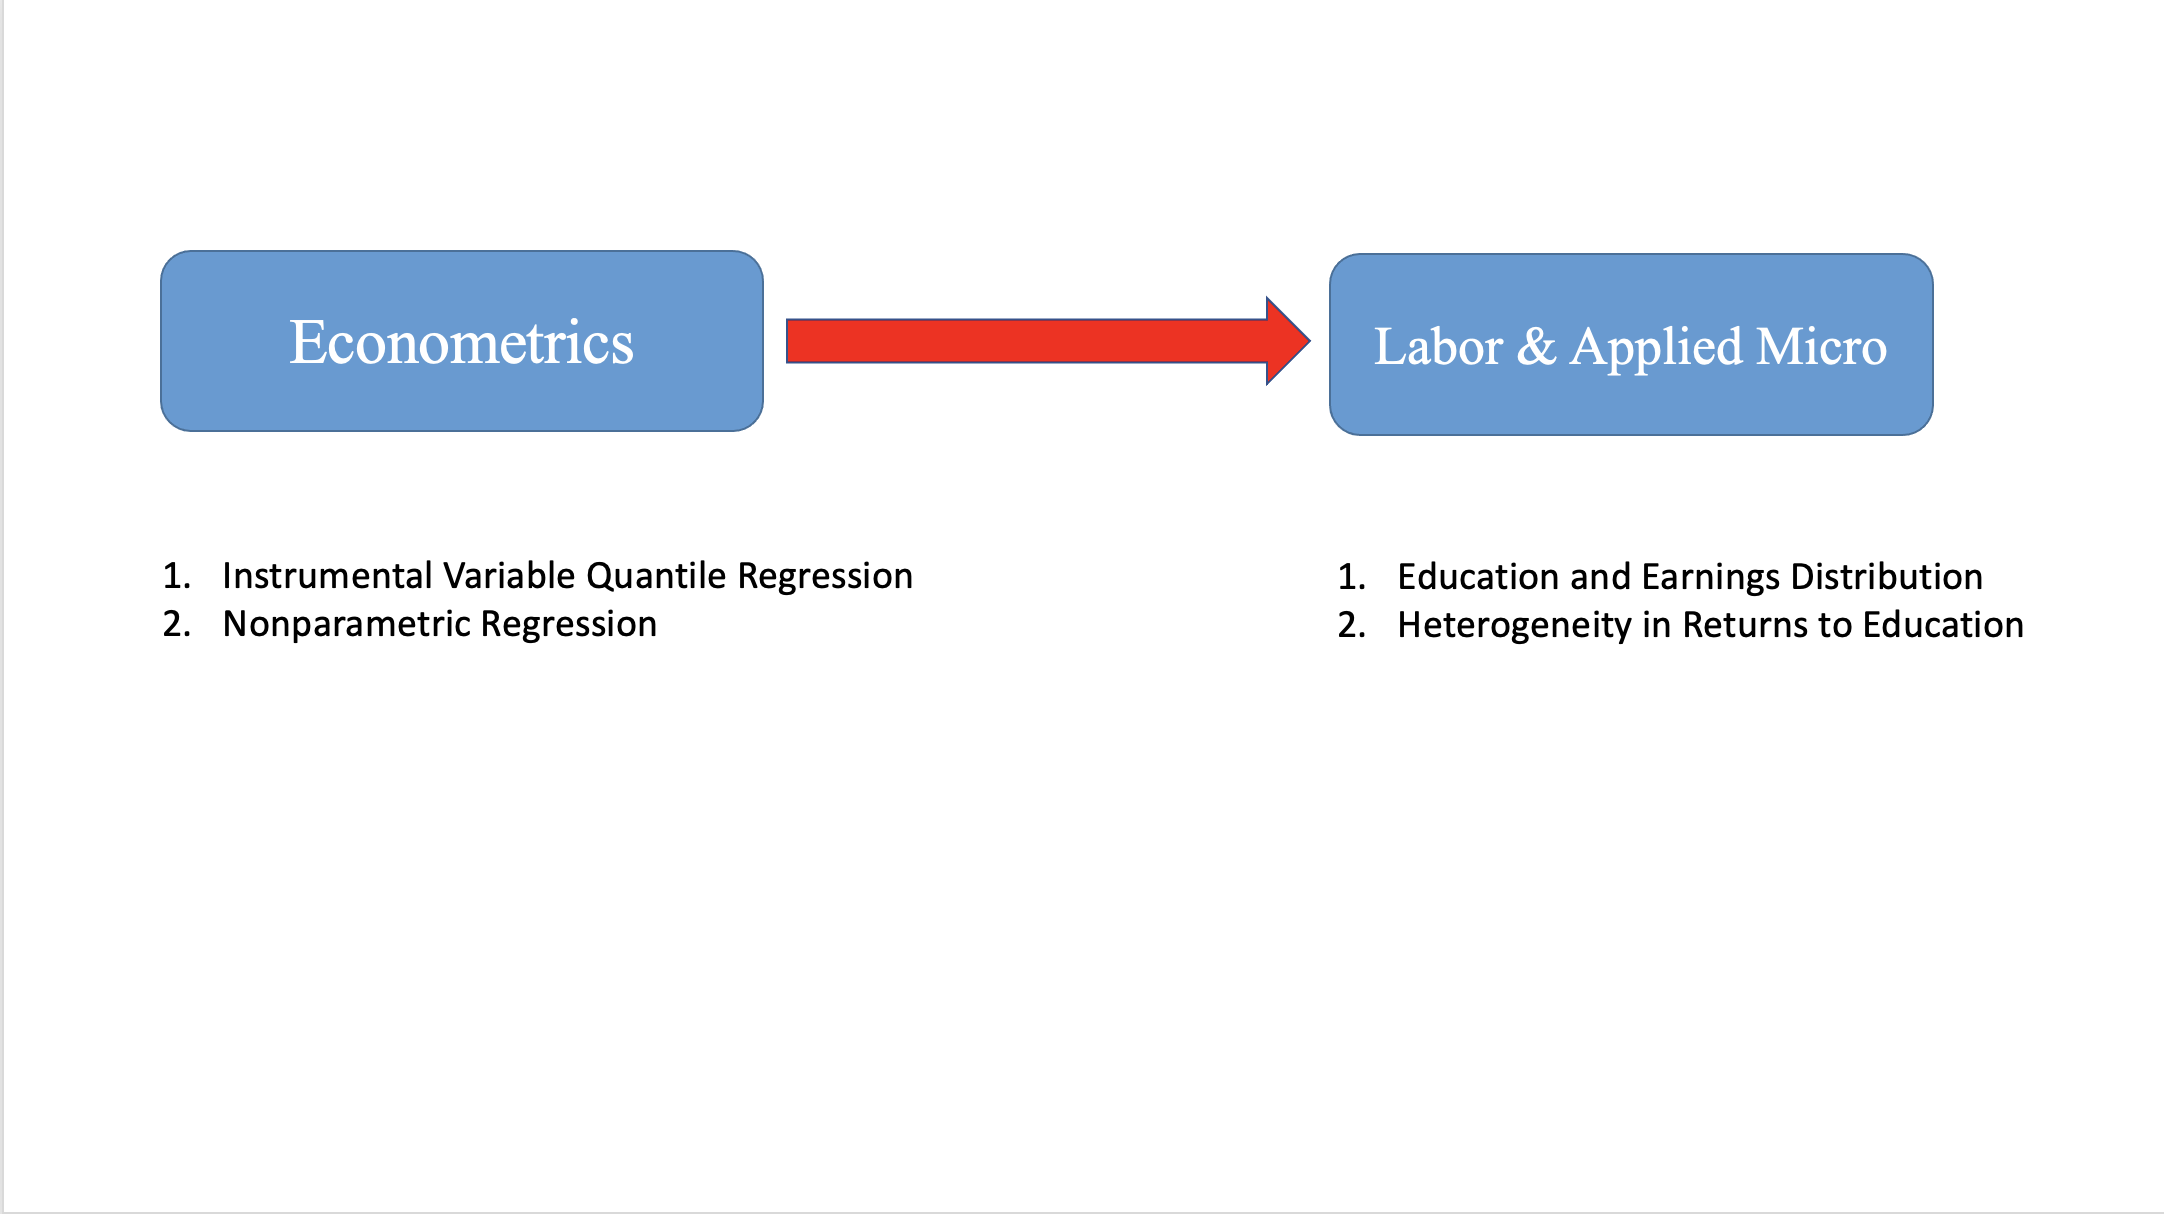 Econometrics
Labor & Applied Micro
1. Instrumental Variable Quantile Regression
2. Nonparametric Regression
1. Education and Earnings Distribution
2. Heterogeneity in Returns to Education